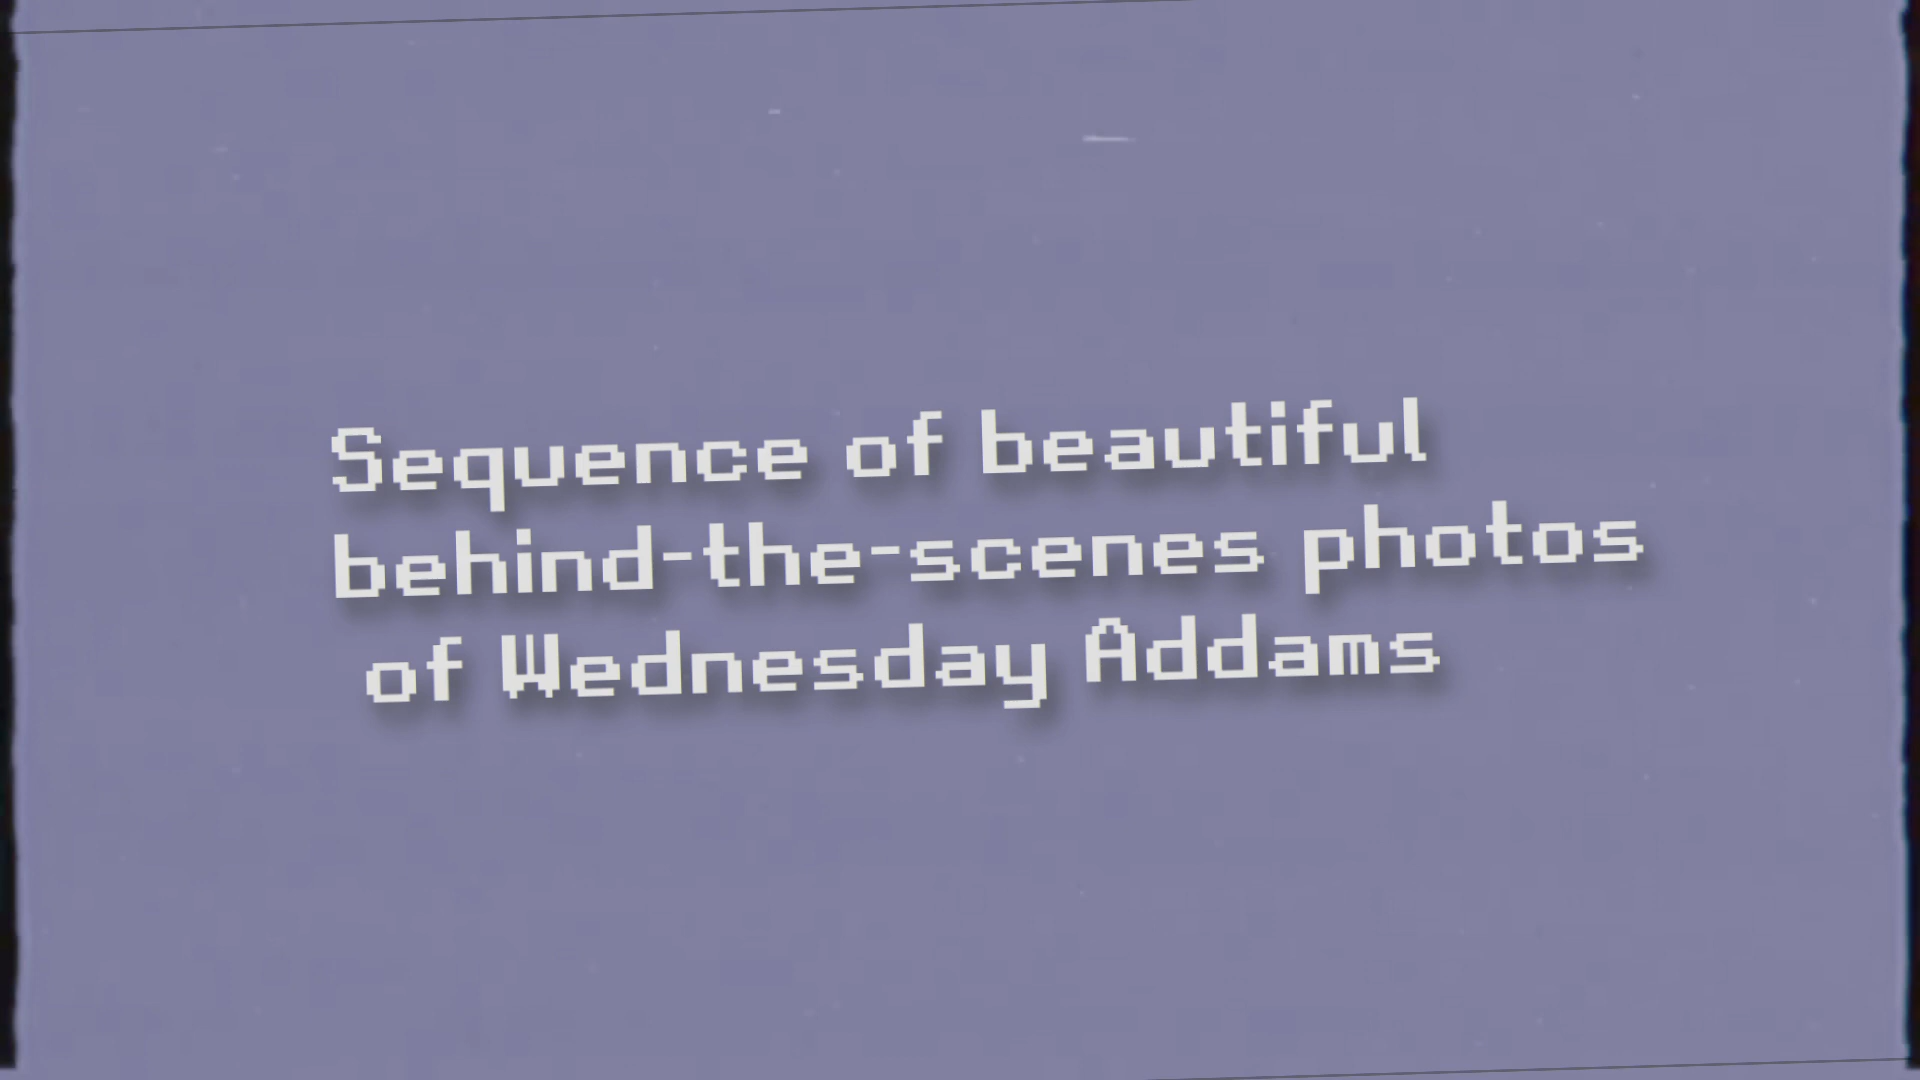 Sequence of beautiful
behind-the-scenes photos
of Wednesday Addams